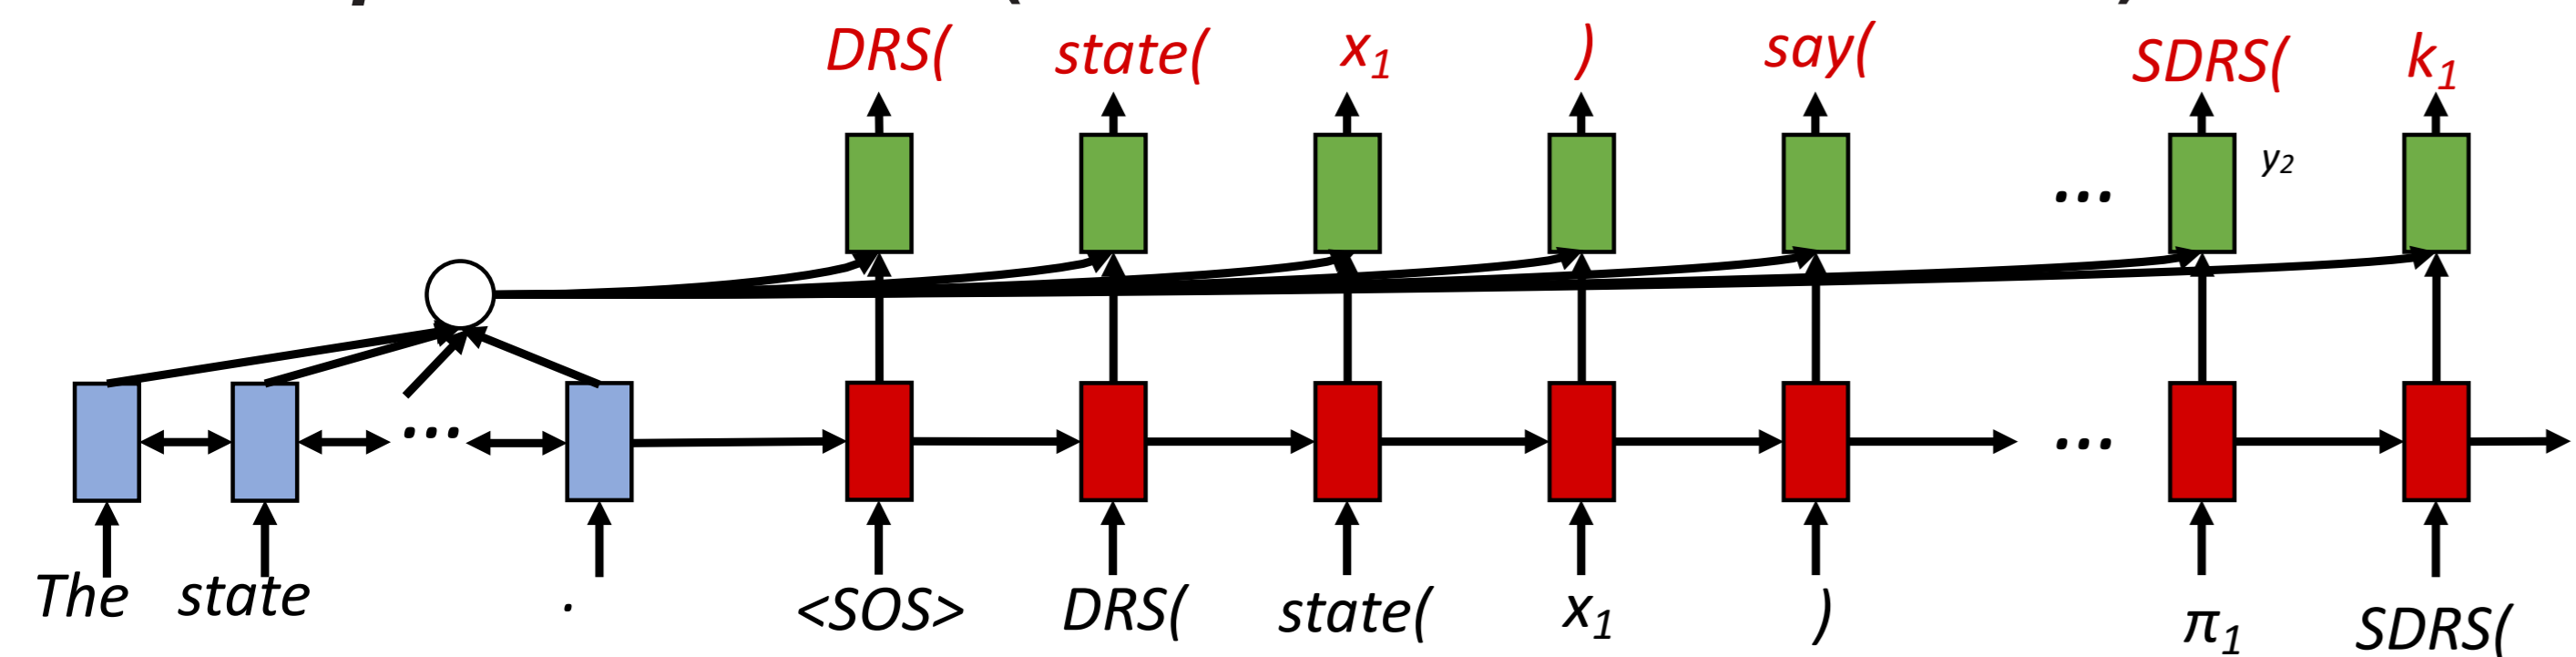 DRS( state( x₁ ) say( SDRS( k₁
y₂
... 
...
...
The state . <SOS> DRS( state( x₁ ) π₁ SDRS(